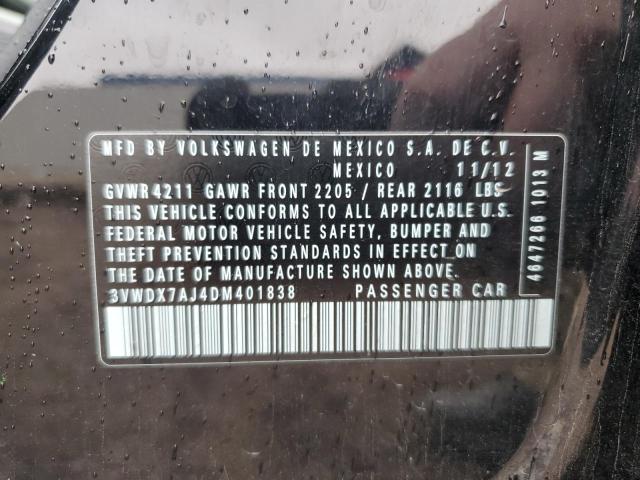 MFD BY VOLKSWAGEN DE MEXICO S.A. DE C.V.
MEXICO 11/12
GVWR 4211 GAWR FRONT 2205 / REAR 2116 LBS
THIS VEHICLE CONFORMS TO ALL APPLICABLE U.S.
FEDERAL MOTOR VEHICLE SAFETY, BUMPER AND
THEFT PREVENTION STANDARDS IN EFFECT ON
THE DATE OF MANUFACTURE SHOWN ABOVE.
3VWDX7AJ4DM401838 PASSENGER CAR
4647266 1013 M